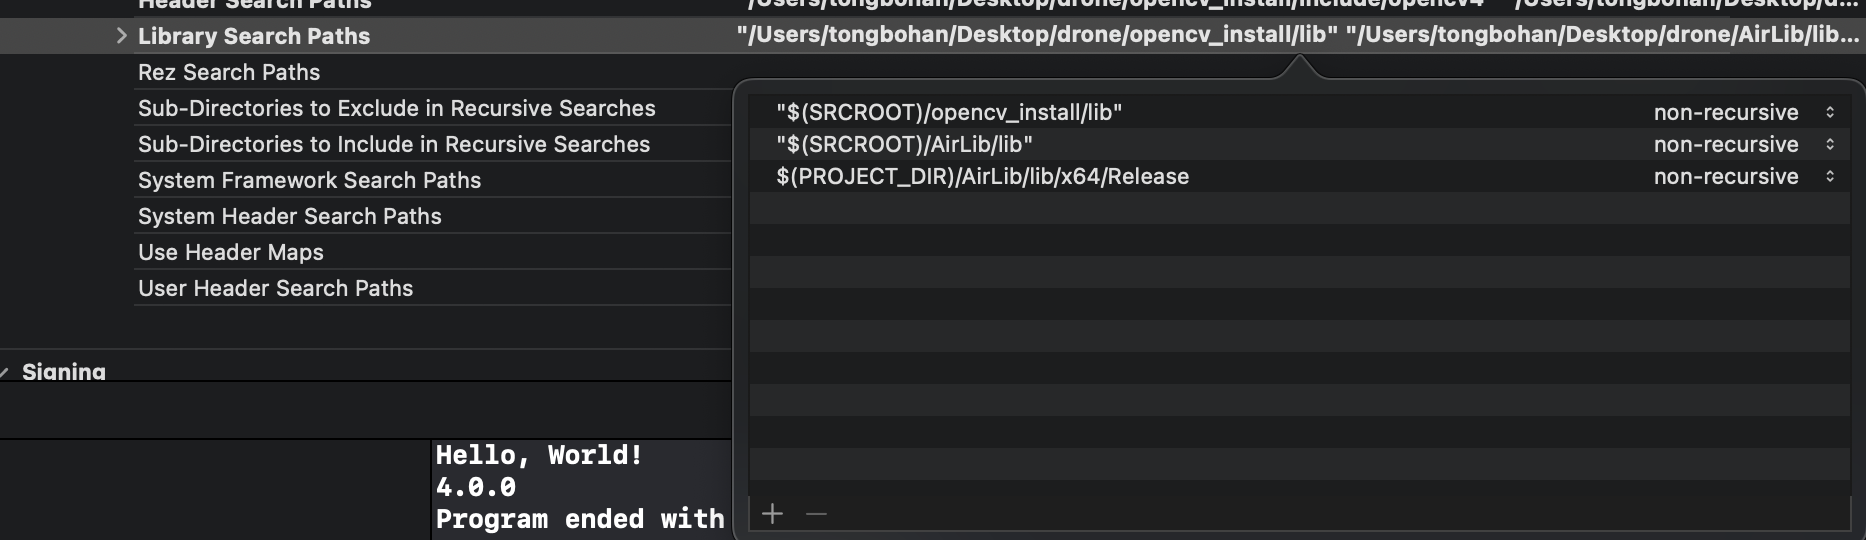 Header Search Paths "/Users/tongbohan/Desktop/drone/opencv_install/include/opencv4" "/Users/tongbohan/Desktop/d...
Library Search Paths "/Users/tongbohan/Desktop/drone/opencv_install/lib" "/Users/tongbohan/Desktop/drone/AirLib/lib...
Rez Search Paths
Sub-Directories to Exclude in Recursive Searches
Sub-Directories to Include in Recursive Searches
System Framework Search Paths
System Header Search Paths
Use Header Maps
User Header Search Paths
"$(SRCROOT)/opencv_install/lib" non-recursive
"$(SRCROOT)/AirLib/lib" non-recursive
$(PROJECT_DIR)/AirLib/lib/x64/Release non-recursive
Signing
Hello, World!
4.0.0
Program ended with